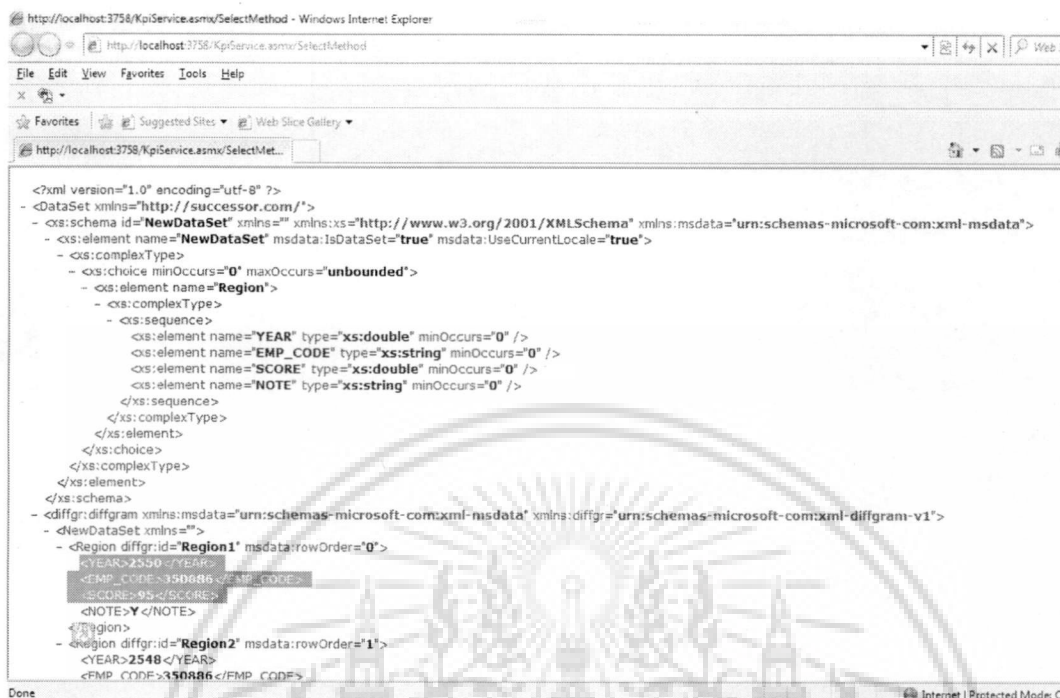 http://localhost:3758/KpiService.asmx/SelectMethod - Windows Internet Explorer
http://localhost:3758/KpiService.asmx/SelectMethod
Web
File Edit View Favorites Tools Help
Favorites Suggested Sites Web Slice Gallery
http://localhost:3758/KpiService.asmx/SelectMet...
<?xml version="1.0" encoding="utf-8" ?>
- <DataSet xmlns="http://successor.com/">
- <xs:schema id="NewDataSet" xmlns="" xmlns:xs="http://www.w3.org/2001/XMLSchema" xmlns:msdata="urn:schemas-microsoft-com:xml-msdata">
- <xs:element name="NewDataSet" msdata:IsDataSet="true" msdata:UseCurrentLocale="true">
- <xs:complexType>
- <xs:choice minOccurs="0" maxOccurs="unbounded">
- <xs:element name="Region">
- <xs:complexType>
- <xs:sequence>
<xs:element name="YEAR" type="xs:double" minOccurs="0" />
<xs:element name="EMP_CODE" type="xs:string" minOccurs="0" />
<xs:element name="SCORE" type="xs:double" minOccurs="0" />
<xs:element name="NOTE" type="xs:string" minOccurs="0" />
</xs:sequence>
</xs:complexType>
</xs:element>
</xs:choice>
</xs:complexType>
</xs:element>
</xs:schema>
- <diffgr:diffgram xmlns:msdata="urn:schemas-microsoft-com:xml-msdata" xmlns:diffgr="urn:schemas-microsoft-com:xml-diffgram-v1">
- <NewDataSet xmlns="">
- <Region diffgr:id="Region1" msdata:rowOrder="0">
<YEAR>2550</YEAR>
<EMP_CODE>350886</EMP_CODE>
<SCORE>95</SCORE>
<NOTE>Y</NOTE>
</Region>
- <Region diffgr:id="Region2" msdata:rowOrder="1">
<YEAR>2548</YEAR>
<EMP_CODE>350886</EMP_CODE>
Done
Internet | Protected Mode: